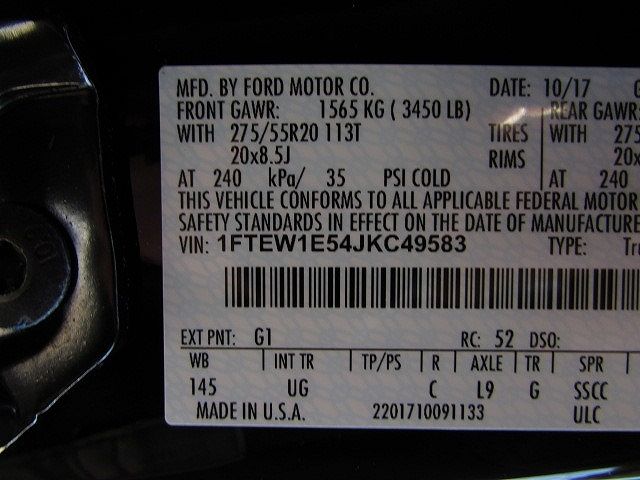 MFD. BY FORD MOTOR CO. DATE: 10/17
FRONT GAWR: 1565 KG ( 3450 LB) REAR GAWR:
WITH 275/55R20 113T TIRES WITH 275
20x8.5J RIMS 20x
AT 240 kPa/ 35 PSI COLD AT 240
THIS VEHICLE CONFORMS TO ALL APPLICABLE FEDERAL MOTOR
SAFETY STANDARDS IN EFFECT ON THE DATE OF MANUFACTURE
VIN: 1FTEW1E54JKC49583 TYPE:
EXT PNT: G1 RC: 52 DSO:
WB INT TR TP/PS R AXLE TR SPR
145 UG C L9 G SSCC
MADE IN U.S.A. 2201710091133 ULC